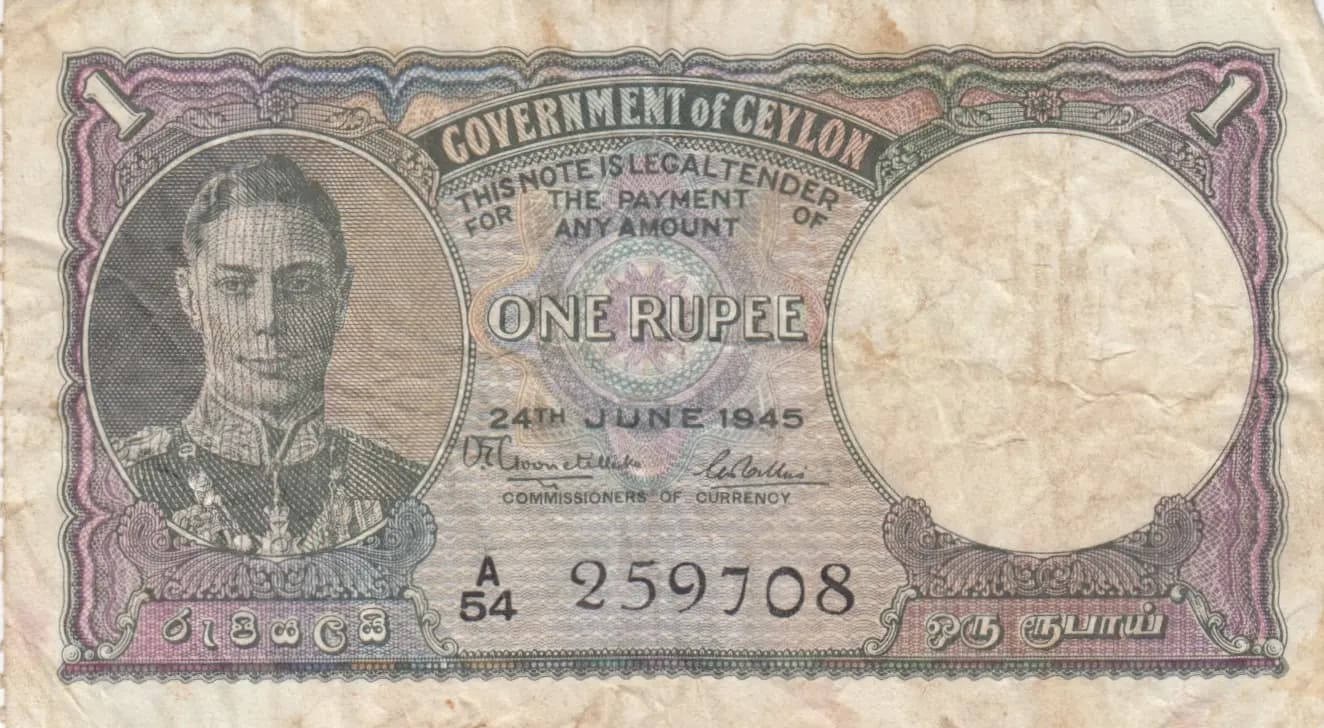 1
1
GOVERNMENT of CEYLON
THIS NOTE IS LEGAL TENDER
FOR THE PAYMENT OF
ANY AMOUNT
ONE RUPEE
24TH JUNE 1945
COMMISSIONERS OF CURRENCY
A
54
259708
රුපියලයි
ஒரு ரூபாய்